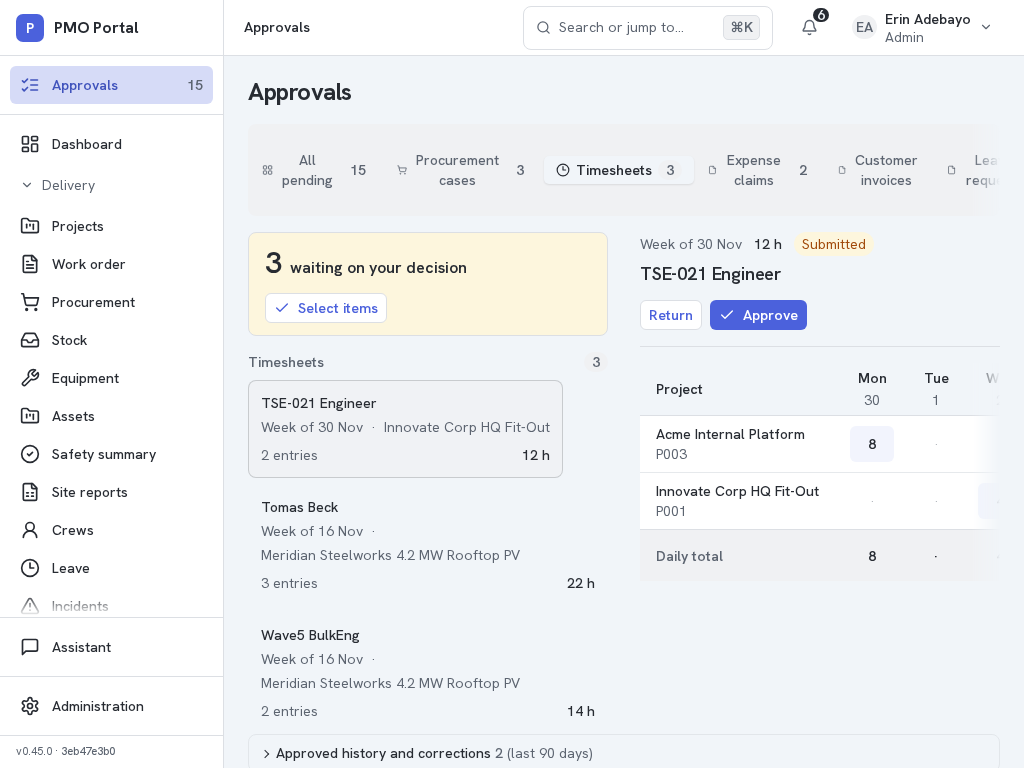 P PMO Portal
Approvals
Search or jump to...
⌘K
6
EA
Erin Adebayo
Admin
Approvals 15
Dashboard
Delivery
Projects
Work order
Procurement
Stock
Equipment
Assets
Safety summary
Site reports
Crews
Leave
Incidents
Assistant
Administration
v0.45.0 · 3eb47e3b0
Approvals
All pending 15
Procurement cases 3
Timesheets 3
Expense claims 2
Customer invoices
3 waiting on your decision
Select items
Timesheets 3
TSE-021 Engineer
Week of 30 Nov · Innovate Corp HQ Fit-Out
2 entries 12 h
Tomas Beck
Week of 16 Nov ·
Meridian Steelworks 4.2 MW Rooftop PV
3 entries 22 h
Wave5 BulkEng
Week of 16 Nov ·
Meridian Steelworks 4.2 MW Rooftop PV
2 entries 14 h
Week of 30 Nov 12 h Submitted
TSE-021 Engineer
Return
Approve
Project Mon 30 Tue 1
Acme Internal Platform 8 ·
P003
Innovate Corp HQ Fit-Out · ·
P001
Daily total 8 ·
Approved history and corrections 2 (last 90 days)